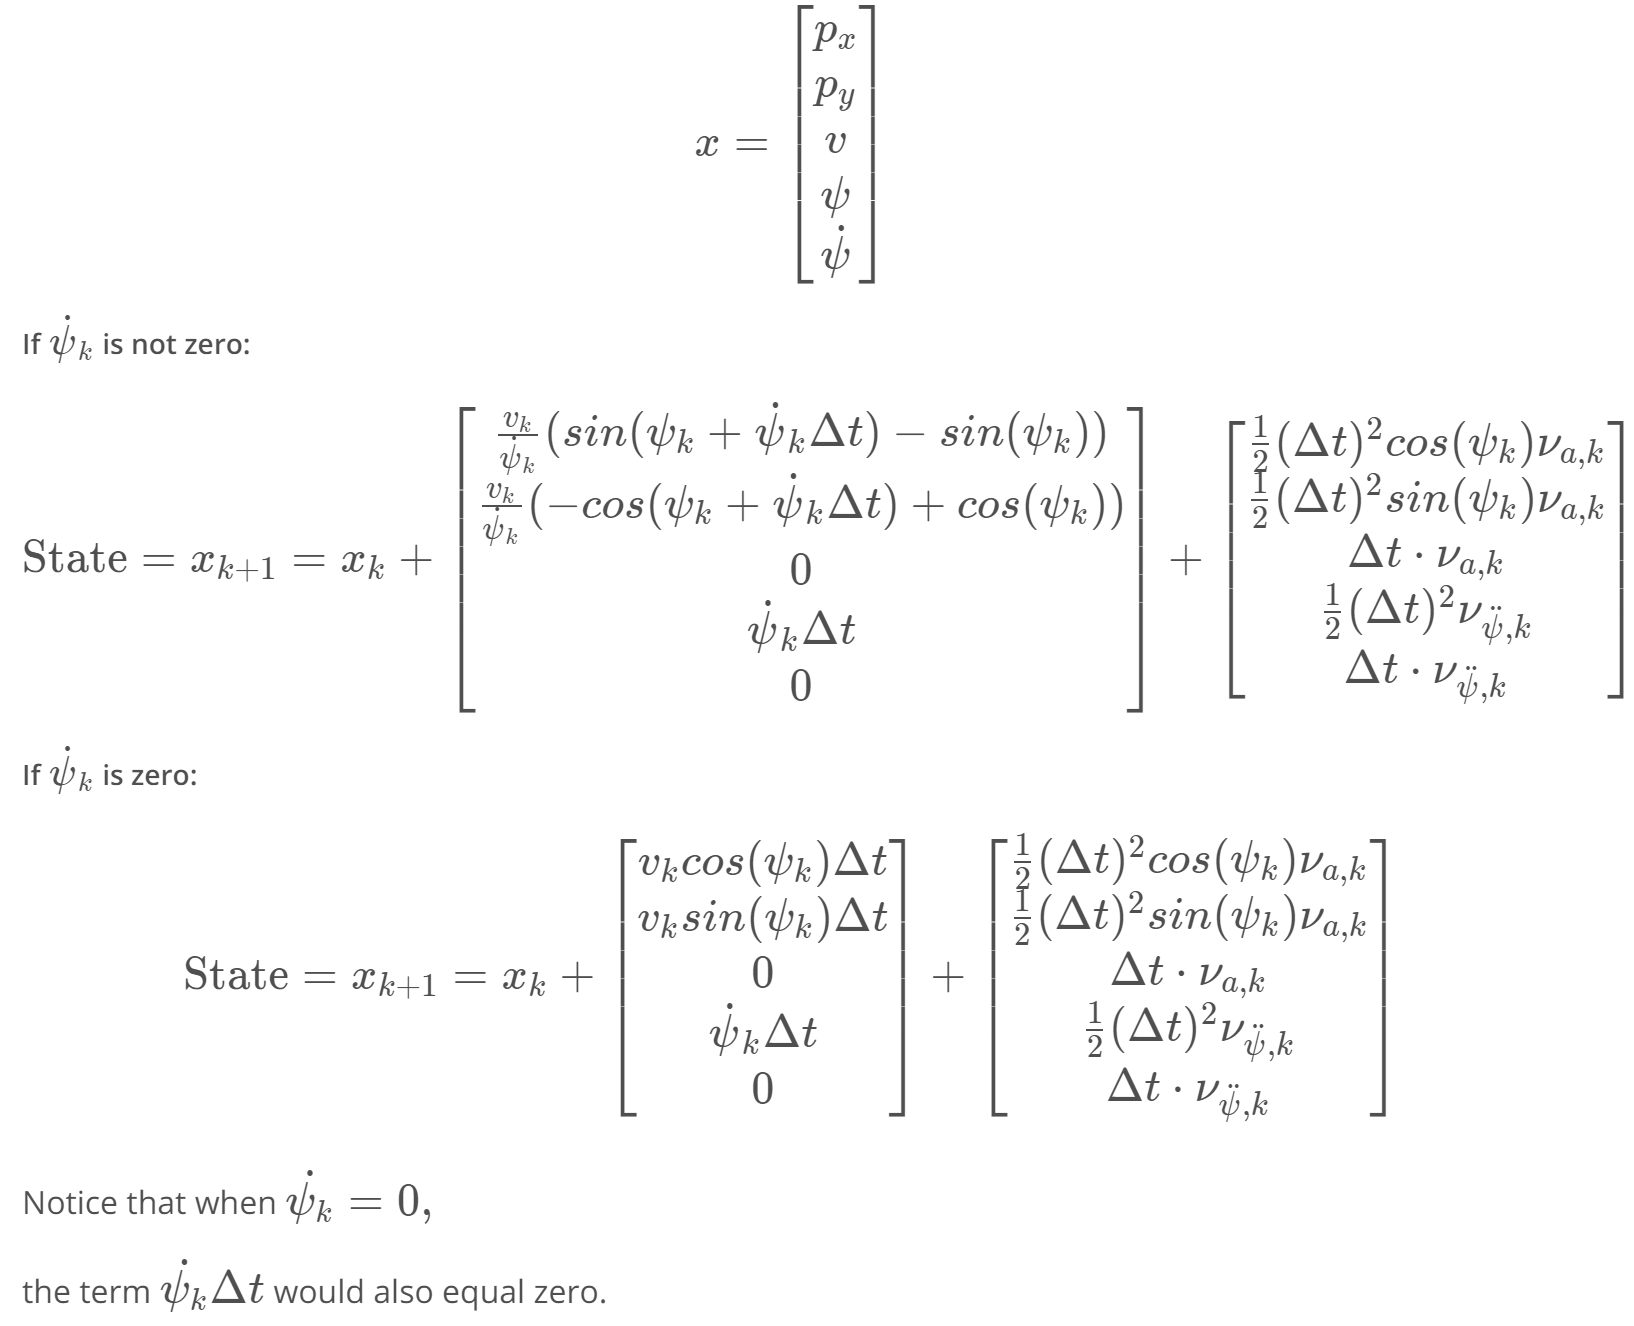 $x = \begin{bmatrix} p_x \\ p_y \\ v \\ \psi \\ \dot{\psi} \end{bmatrix}$
If $\dot{\psi}_k$ is not zero:
$\text{State} = x_{k+1} = x_k + \begin{bmatrix} \frac{v_k}{\dot{\psi}_k}(sin(\psi_k + \dot{\psi}_k \Delta t) - sin(\psi_k)) \\ \frac{v_k}{\dot{\psi}_k}(-cos(\psi_k + \dot{\psi}_k \Delta t) + cos(\psi_k)) \\ 0 \\ \dot{\psi}_k \Delta t \\ 0 \end{bmatrix} + \begin{bmatrix} \frac{1}{2}(\Delta t)^2 cos(\psi_k) \nu_{a,k} \\ \frac{1}{2}(\Delta t)^2 sin(\psi_k) \nu_{a,k} \\ \Delta t \cdot \nu_{a,k} \\ \frac{1}{2}(\Delta t)^2 \nu_{\ddot{\psi},k} \\ \Delta t \cdot \nu_{\ddot{\psi},k} \end{bmatrix}$
If $\dot{\psi}_k$ is zero:
$\text{State} = x_{k+1} = x_k + \begin{bmatrix} v_k cos(\psi_k) \Delta t \\ v_k sin(\psi_k) \Delta t \\ 0 \\ \dot{\psi}_k \Delta t \\ 0 \end{bmatrix} + \begin{bmatrix} \frac{1}{2}(\Delta t)^2 cos(\psi_k) \nu_{a,k} \\ \frac{1}{2}(\Delta t)^2 sin(\psi_k) \nu_{a,k} \\ \Delta t \cdot \nu_{a,k} \\ \frac{1}{2}(\Delta t)^2 \nu_{\ddot{\psi},k} \\ \Delta t \cdot \nu_{\ddot{\psi},k} \end{bmatrix}$
Notice that when $\dot{\psi}_k = 0,$
the term $\dot{\psi}_k \Delta t$ would also equal zero.